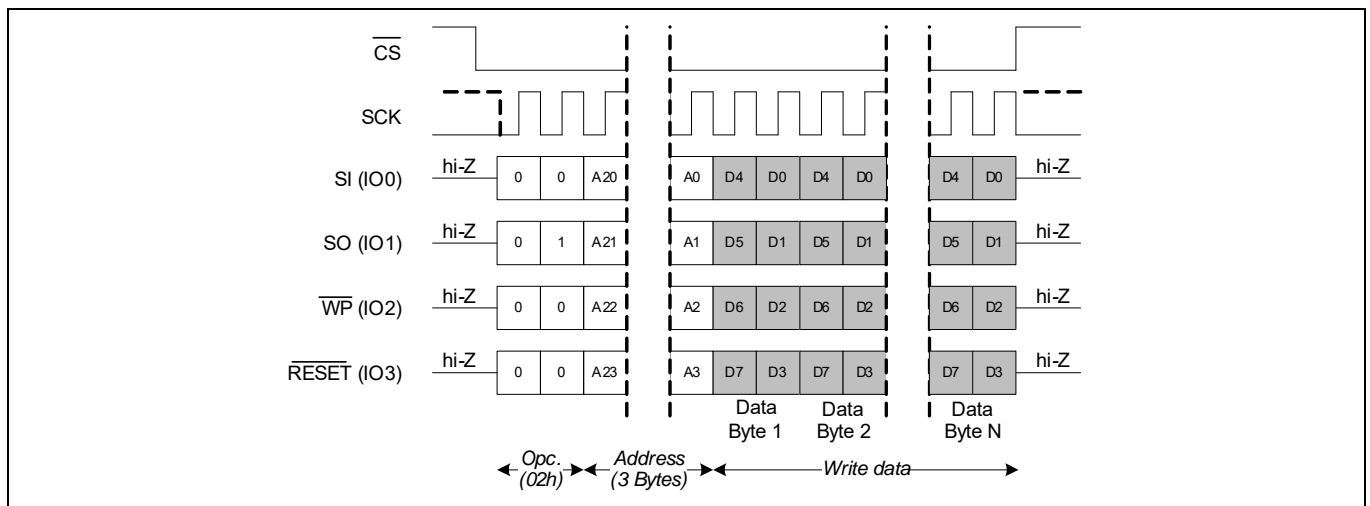 CS
SCK
SI (IO0) hi-Z 0 0 A20 A0 D4 D0 D4 D0 D4 D0 hi-Z
SO (IO1) hi-Z 0 1 A21 A1 D5 D1 D5 D1 D5 D1 hi-Z
WP (IO2) hi-Z 0 0 A22 A2 D6 D2 D6 D2 D6 D2 hi-Z
RESET (IO3) hi-Z 0 0 A23 A3 D7 D3 D7 D3 D7 D3 hi-Z
Data Data Data
Byte 1 Byte 2 Byte N
Opc. Address Write data
(02h) (3 Bytes)